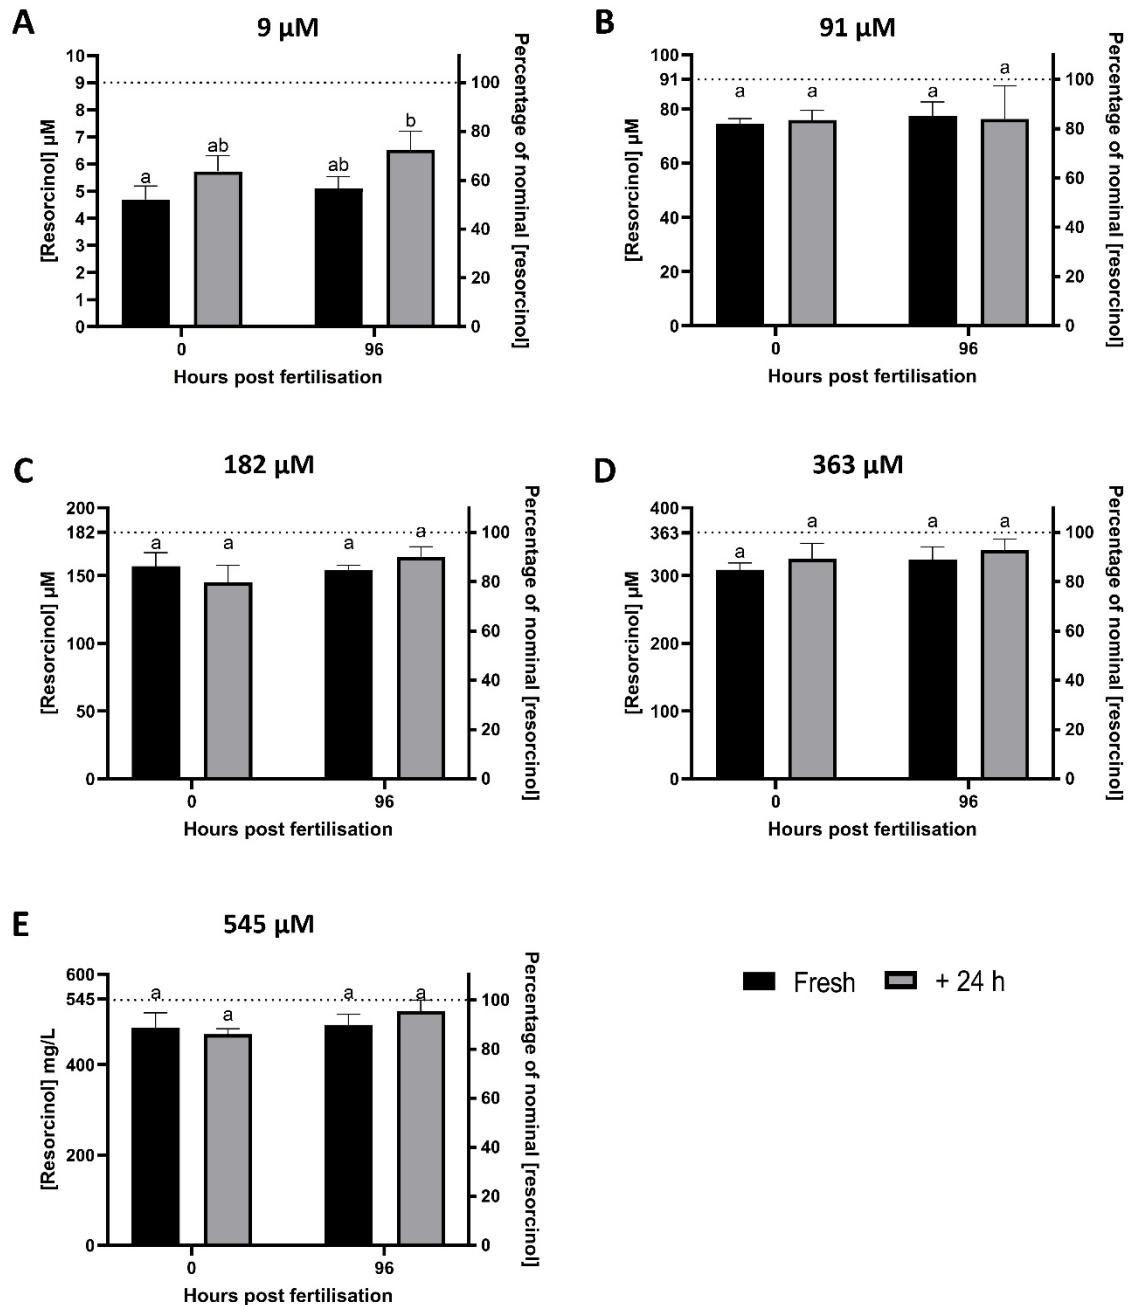 A
9 µM
10
9
8
7
6
5
4
3
2
1
0
[Resorcinol] µM
a
ab
ab
b
100
80
60
40
20
0
Percentage of nominal [resorcinol]
0
96
Hours post fertilisation
B
91 µM
100
91
80
60
40
20
0
[Resorcinol] µM
a
a
a
a
100
80
60
40
20
0
Percentage of nominal [resorcinol]
0
96
Hours post fertilisation
C
182 µM
200
182
150
100
50
0
[Resorcinol] µM
a
a
a
a
100
80
60
40
20
0
Percentage of nominal [resorcinol]
0
96
Hours post fertilisation
D
363 µM
400
363
300
200
100
0
[Resorcinol] µM
a
a
a
a
100
80
60
40
20
0
Percentage of nominal [resorcinol]
0
96
Hours post fertilisation
E
545 µM
600
545
400
200
0
[Resorcinol] mg/L
a
a
a
a
100
80
60
40
20
0
Percentage of nominal [resorcinol]
0
96
Hours post fertilisation
Fresh
+ 24 h